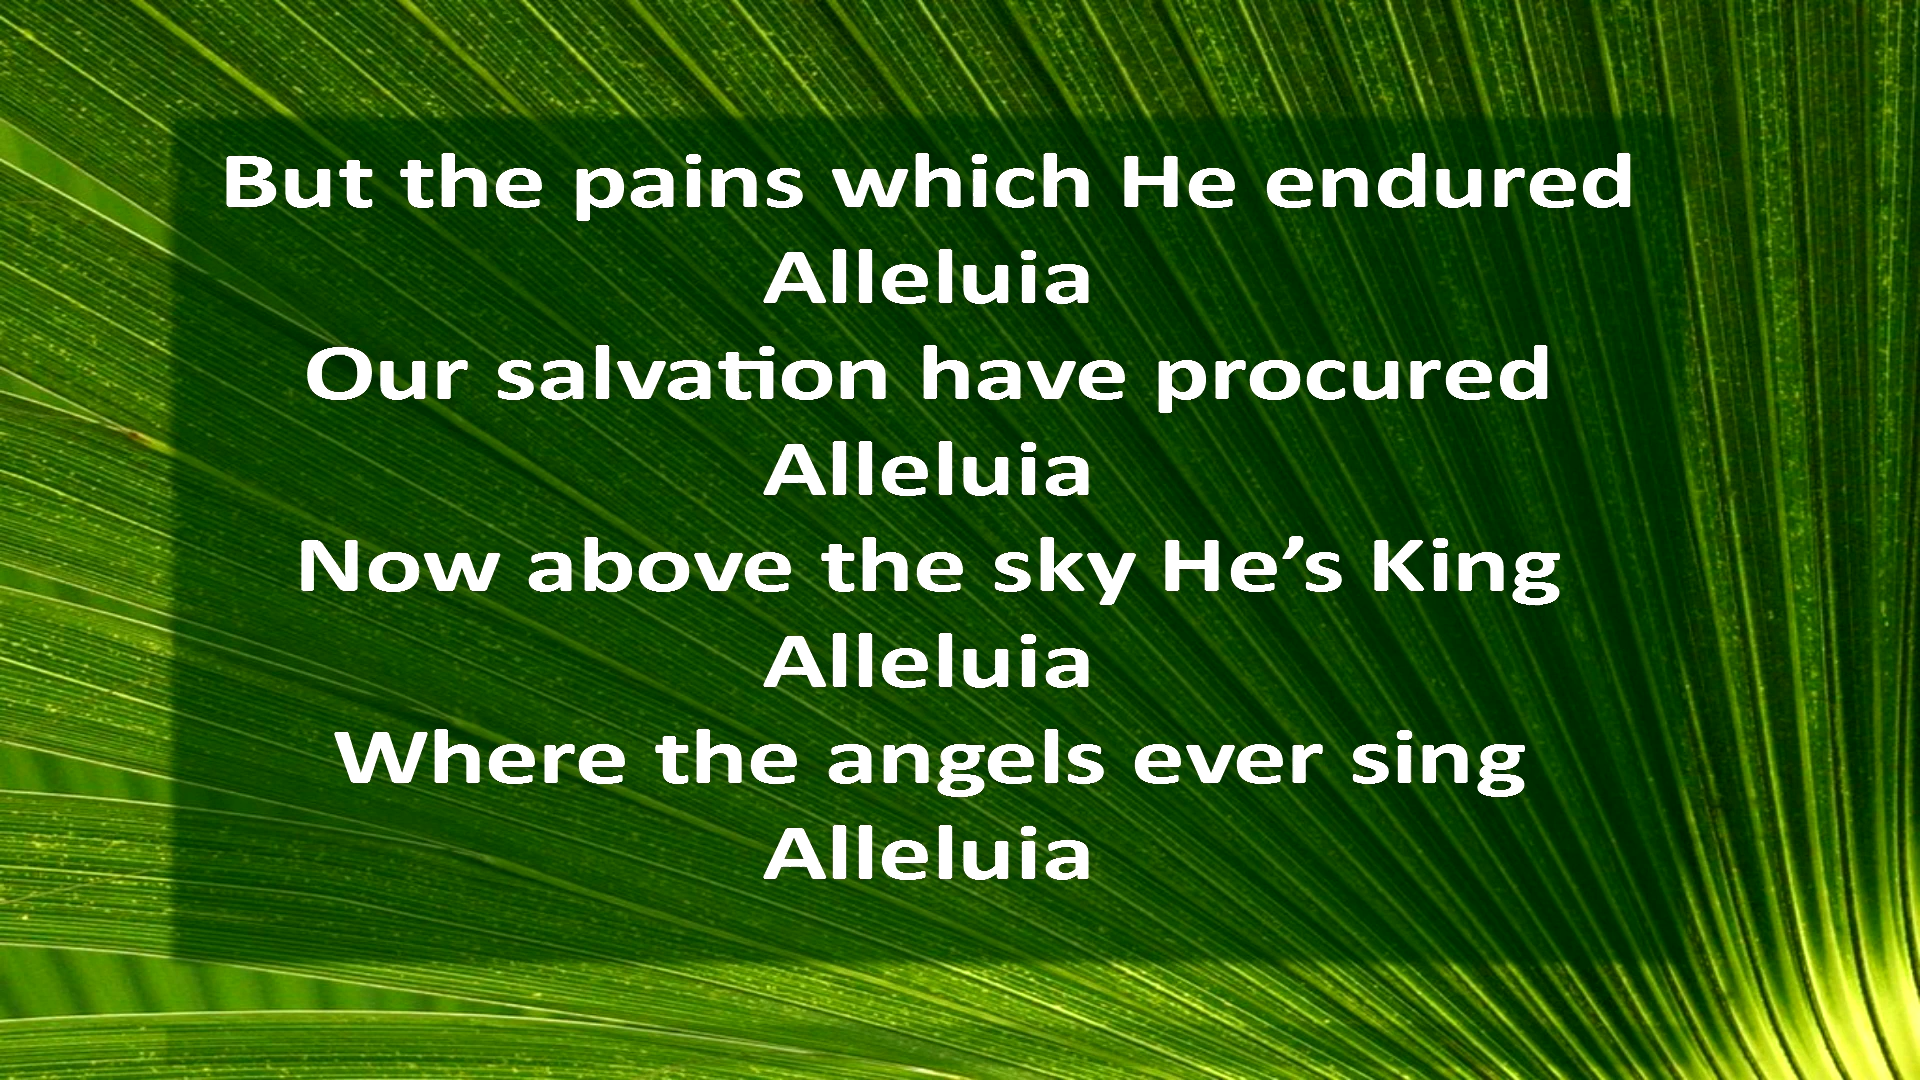 But the pains which He endured
Alleluia
Our salvation have procured
Alleluia
Now above the sky He’s King
Alleluia
Where the angels ever sing
Alleluia